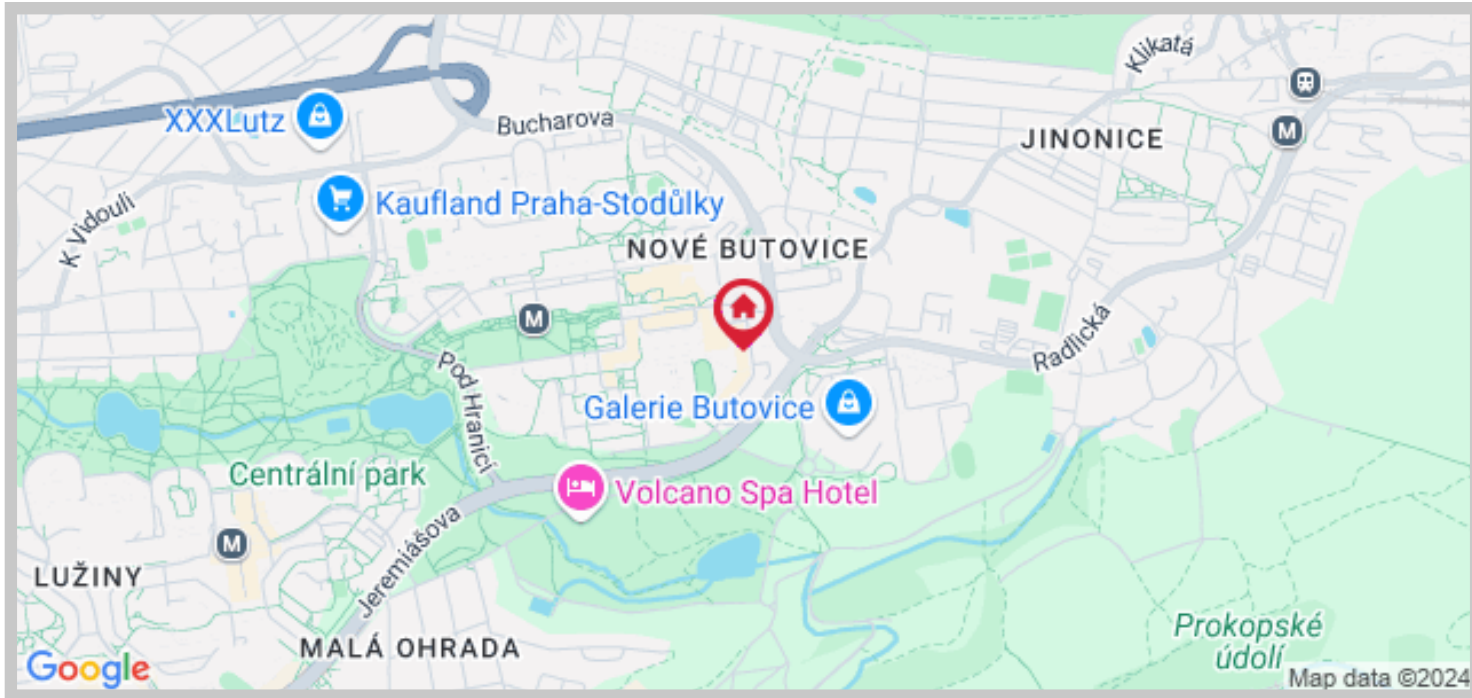 Klikatá
XXXLutz
Bucharova
M
JINONICE
K Vidouli
Kaufland Praha-Stodůlky
NOVÉ BUTOVICE
M
Radlická
Pod Hranicí
Galerie Butovice
Centrální park
Volcano Spa Hotel
Jeremiášova
M
LUŽINY
MALÁ OHRADA
Prokopské
údolí
Google
Map data ©2024